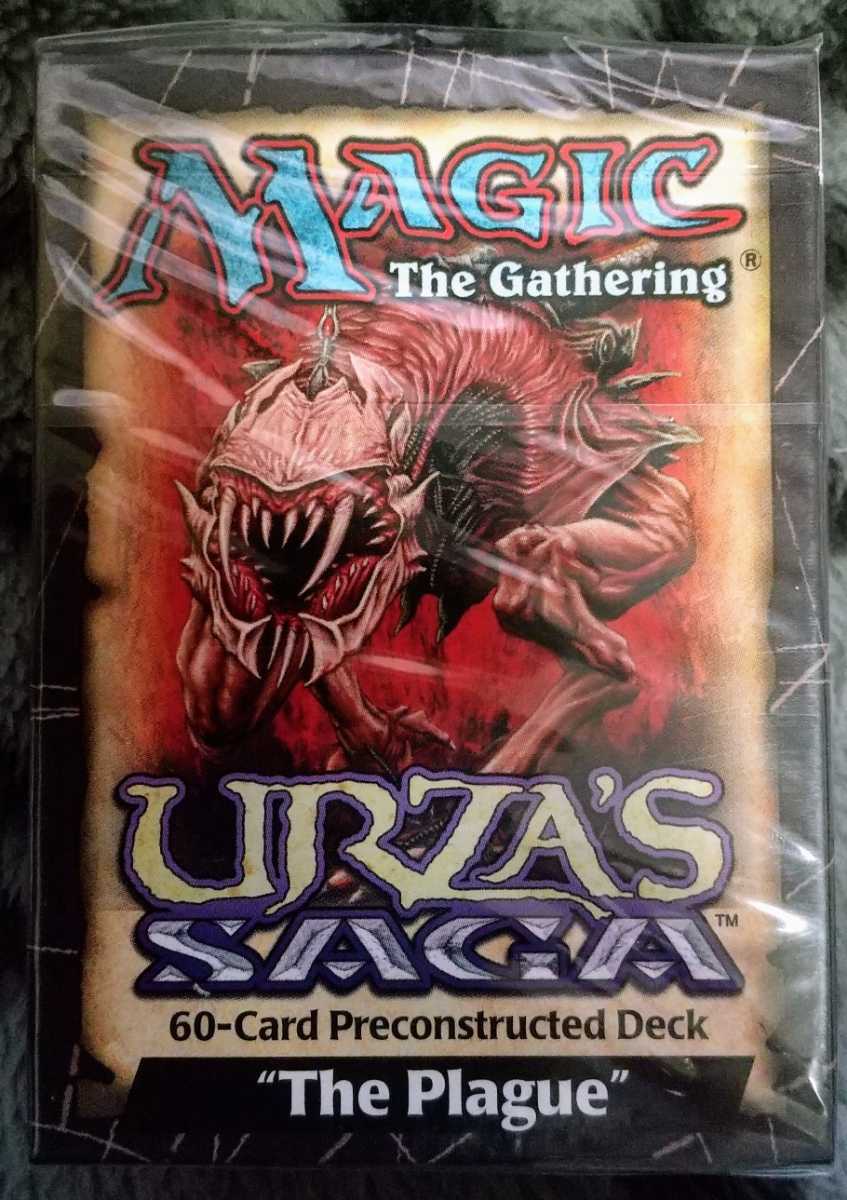 MAGIC
The Gathering®
URZA'S
SAGA™
60-Card Preconstructed Deck
"The Plague"